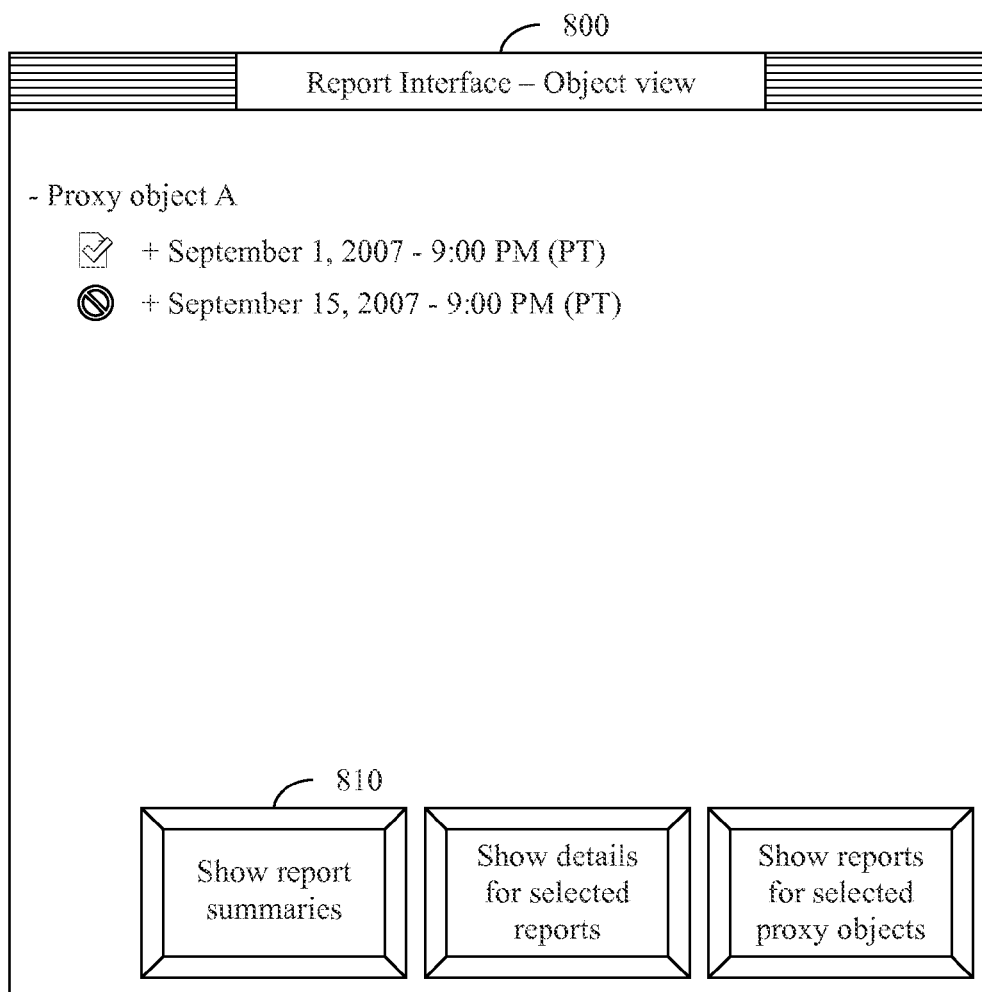 800
Report Interface – Object view
- Proxy object A
+ September 1, 2007 - 9:00 PM (PT)
+ September 15, 2007 - 9:00 PM (PT)
810
Show report
summaries
Show details
for selected
reports
Show reports
for selected
proxy objects